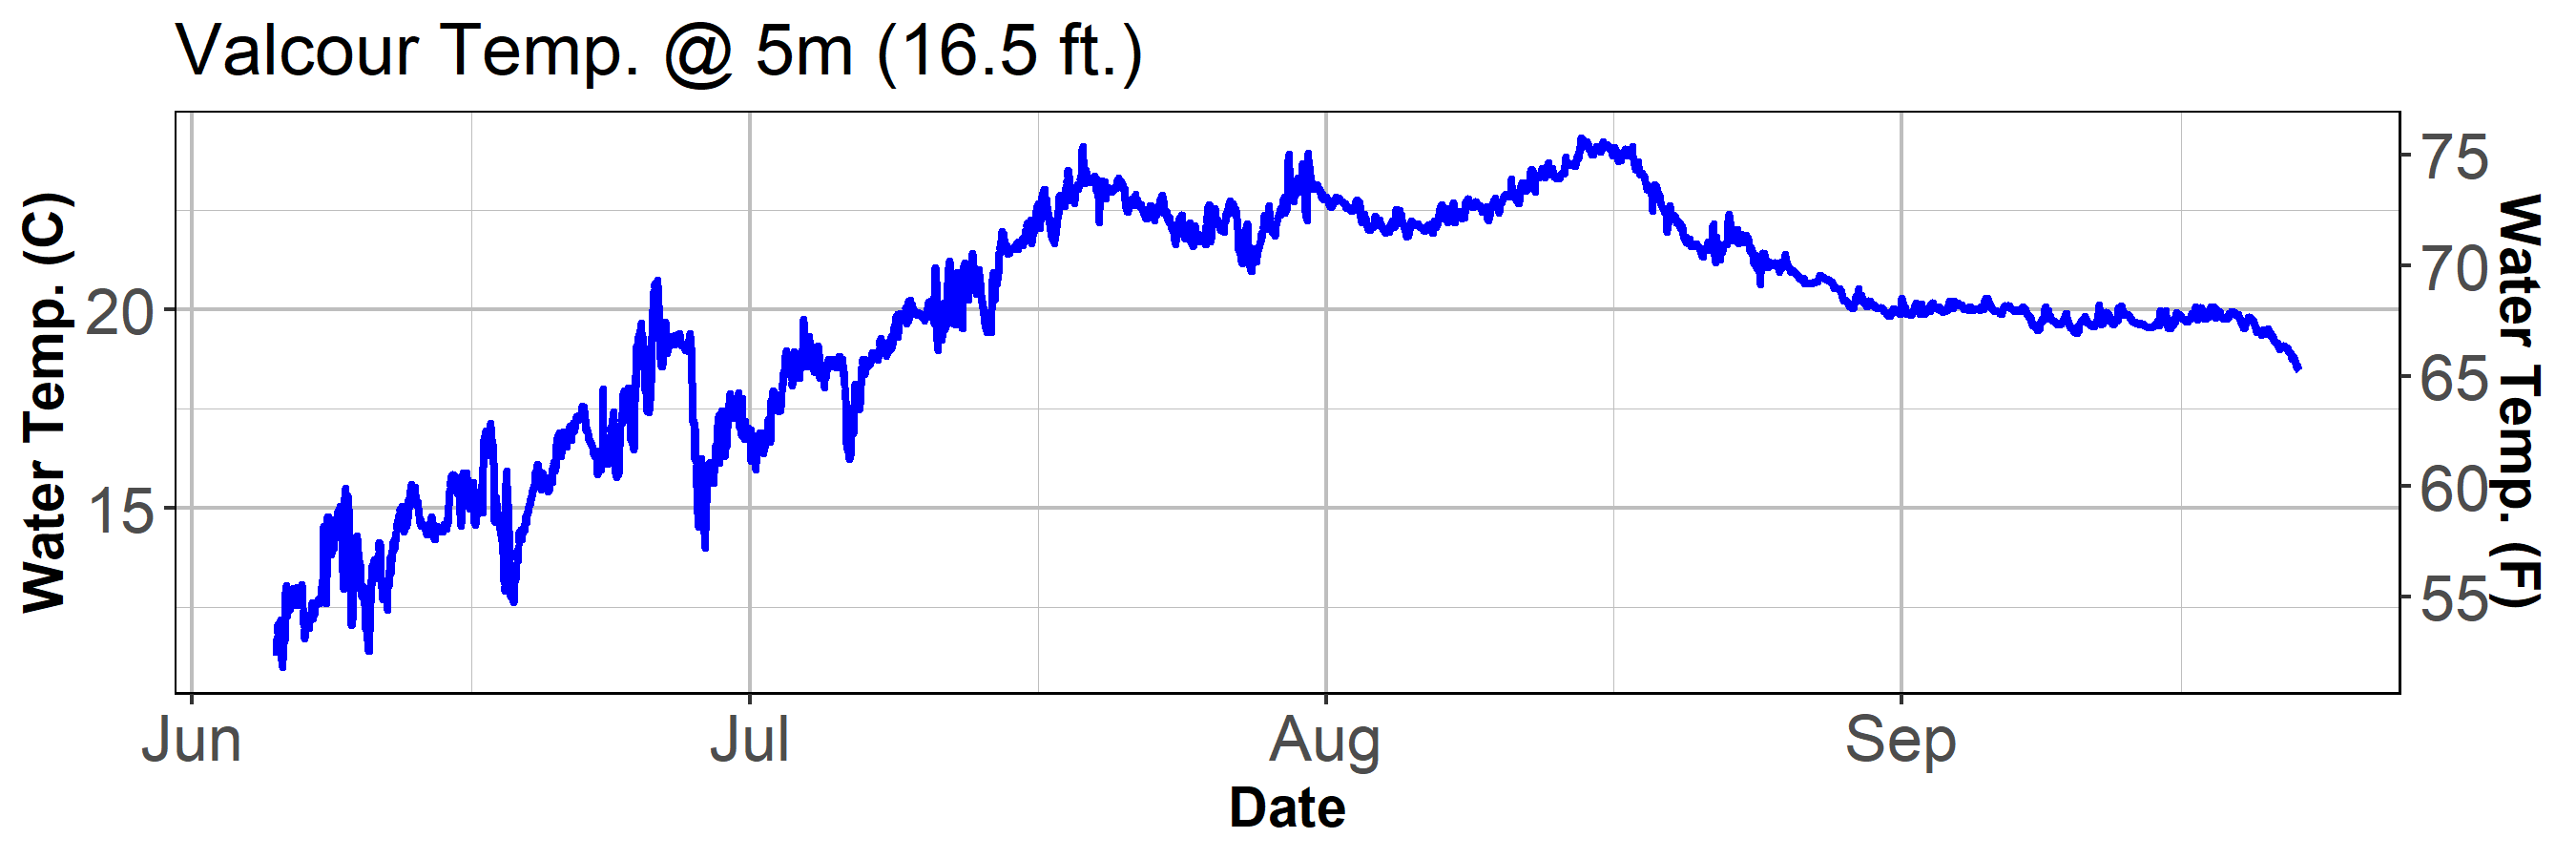 Valcour Temp. @ 5m (16.5 ft.)
Water Temp. (C)
20
15
75
70
65
60
55
Water Temp. (F)
Jun Jul Aug Sep
Date